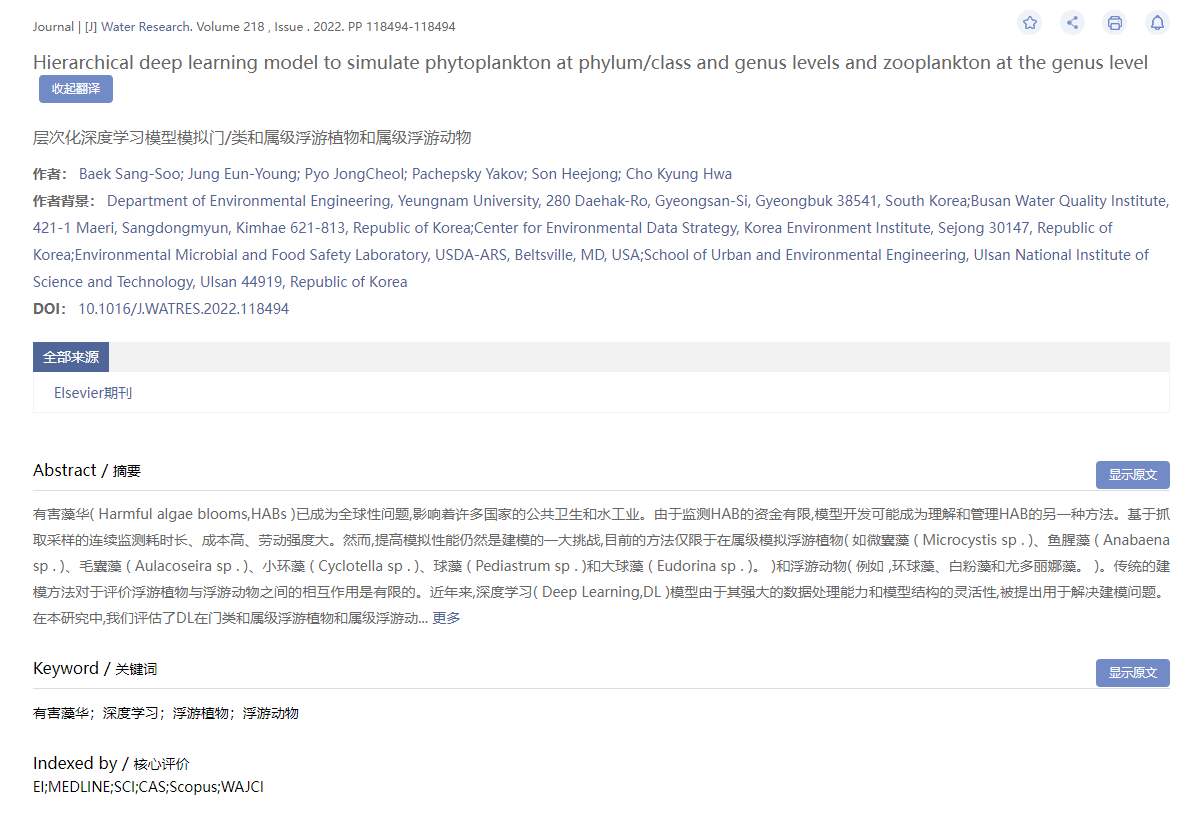 Journal | [J] Water Research. Volume 218 , Issue . 2022. PP 118494-118494
Hierarchical deep learning model to simulate phytoplankton at phylum/class and genus levels and zooplankton at the genus level
收起翻译
层次化深度学习模型模拟门/类和属级浮游植物和属级浮游动物
作者： Baek Sang-Soo; Jung Eun-Young; Pyo JongCheol; Pachepsky Yakov; Son Heejong; Cho Kyung Hwa
作者背景： Department of Environmental Engineering, Yeungnam University, 280 Daehak-Ro, Gyeongsan-Si, Gyeongbuk 38541, South Korea;Busan Water Quality Institute,
421-1 Maeri, Sangdongmyun, Kimhae 621-813, Republic of Korea;Center for Environmental Data Strategy, Korea Environment Institute, Sejong 30147, Republic of
Korea;Environmental Microbial and Food Safety Laboratory, USDA-ARS, Beltsville, MD, USA;School of Urban and Environmental Engineering, Ulsan National Institute of
Science and Technology, Ulsan 44919, Republic of Korea
DOI： 10.1016/J.WATRES.2022.118494
全部来源
Elsevier期刊
Abstract / 摘要
显示原文
有害藻华( Harmful algae blooms,HABs )已成为全球性问题,影响着许多国家的公共卫生和水工业。由于监测HAB的资金有限,模型开发可能成为理解和管理HAB的另一种方法。基于抓
取采样的连续监测耗时长、成本高、劳动强度大。然而,提高模拟性能仍然是建模的一大挑战,目前的方法仅限于在属级模拟浮游植物( 如微囊藻 ( Microcystis sp . )、鱼腥藻 ( Anabaena
sp . )、毛囊藻 ( Aulacoseira sp . )、小环藻 ( Cyclotella sp . )、球藻 ( Pediastrum sp . )和大球藻 ( Eudorina sp . )。 )和浮游动物( 例如 ,环球藻、白粉藻和尤多丽娜藻。 )。传统的建
模方法对于评价浮游植物与浮游动物之间的相互作用是有限的。近年来,深度学习( Deep Learning,DL )模型由于其强大的数据处理能力和模型结构的灵活性,被提出用于解决建模问题。
在本研究中,我们评估了DL在门类和属级浮游植物和属级浮游动... 更多
Keyword / 关键词
显示原文
有害藻华；深度学习；浮游植物；浮游动物
Indexed by / 核心评价
EI;MEDLINE;SCI;CAS;Scopus;WAJCI